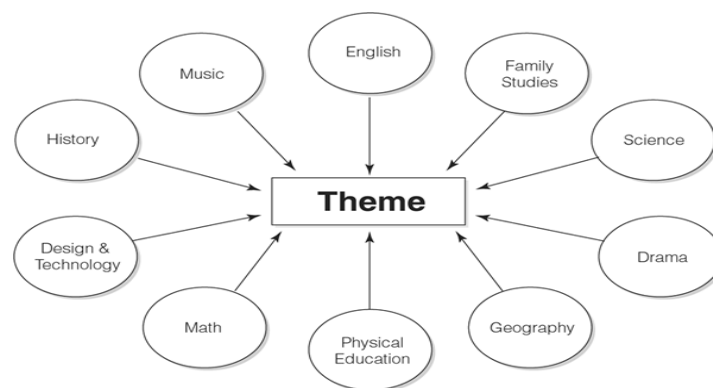 English
Music
Family
Studies
History
Science
Theme
Design &
Technology
Drama
Math
Physical
Education
Geography